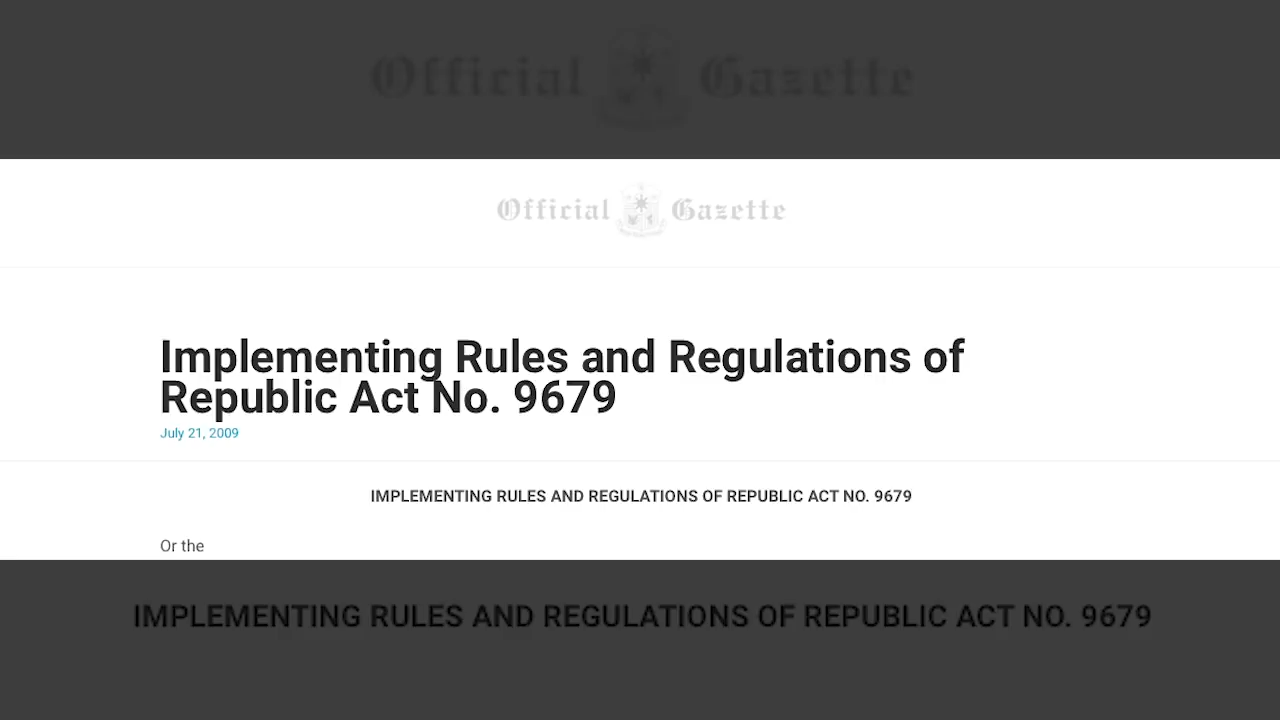 Official Gazette
Official Gazette
Implementing Rules and Regulations of
Republic Act No. 9679
July 21, 2009
IMPLEMENTING RULES AND REGULATIONS OF REPUBLIC ACT NO. 9679
Or the
IMPLEMENTING RULES AND REGULATIONS OF REPUBLIC ACT NO. 9679